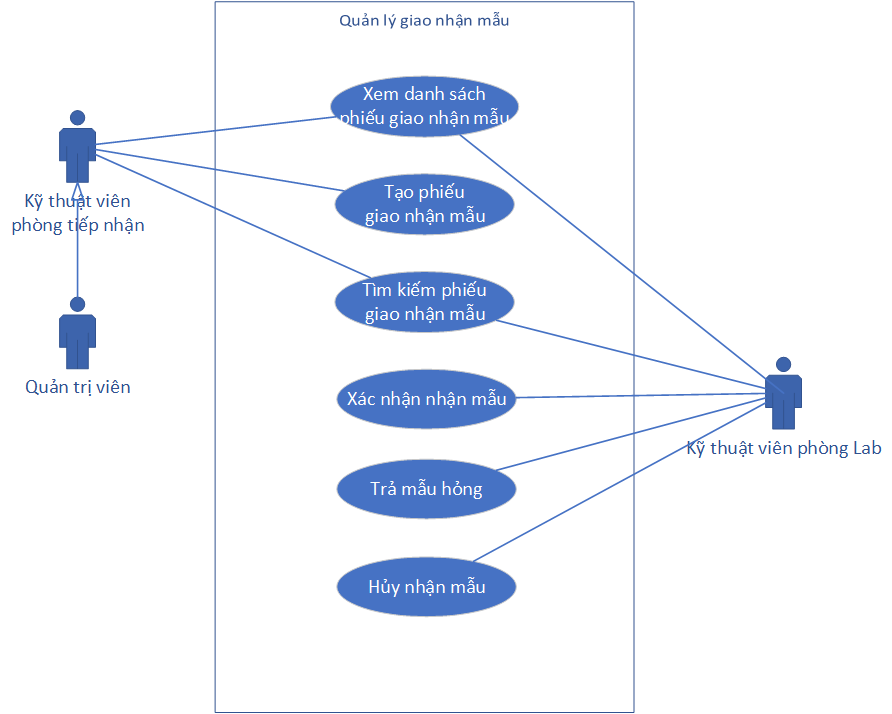 Quản lý giao nhận mẫu
Xem danh sách
phiếu giao nhận mẫu
Kỹ thuật viên
phòng tiếp nhận
Tạo phiếu
giao nhận mẫu
Tìm kiếm phiếu
giao nhận mẫu
Quản trị viên
Xác nhận nhận mẫu
Kỹ thuật viên phòng Lab
Trả mẫu hỏng
Hủy nhận mẫu